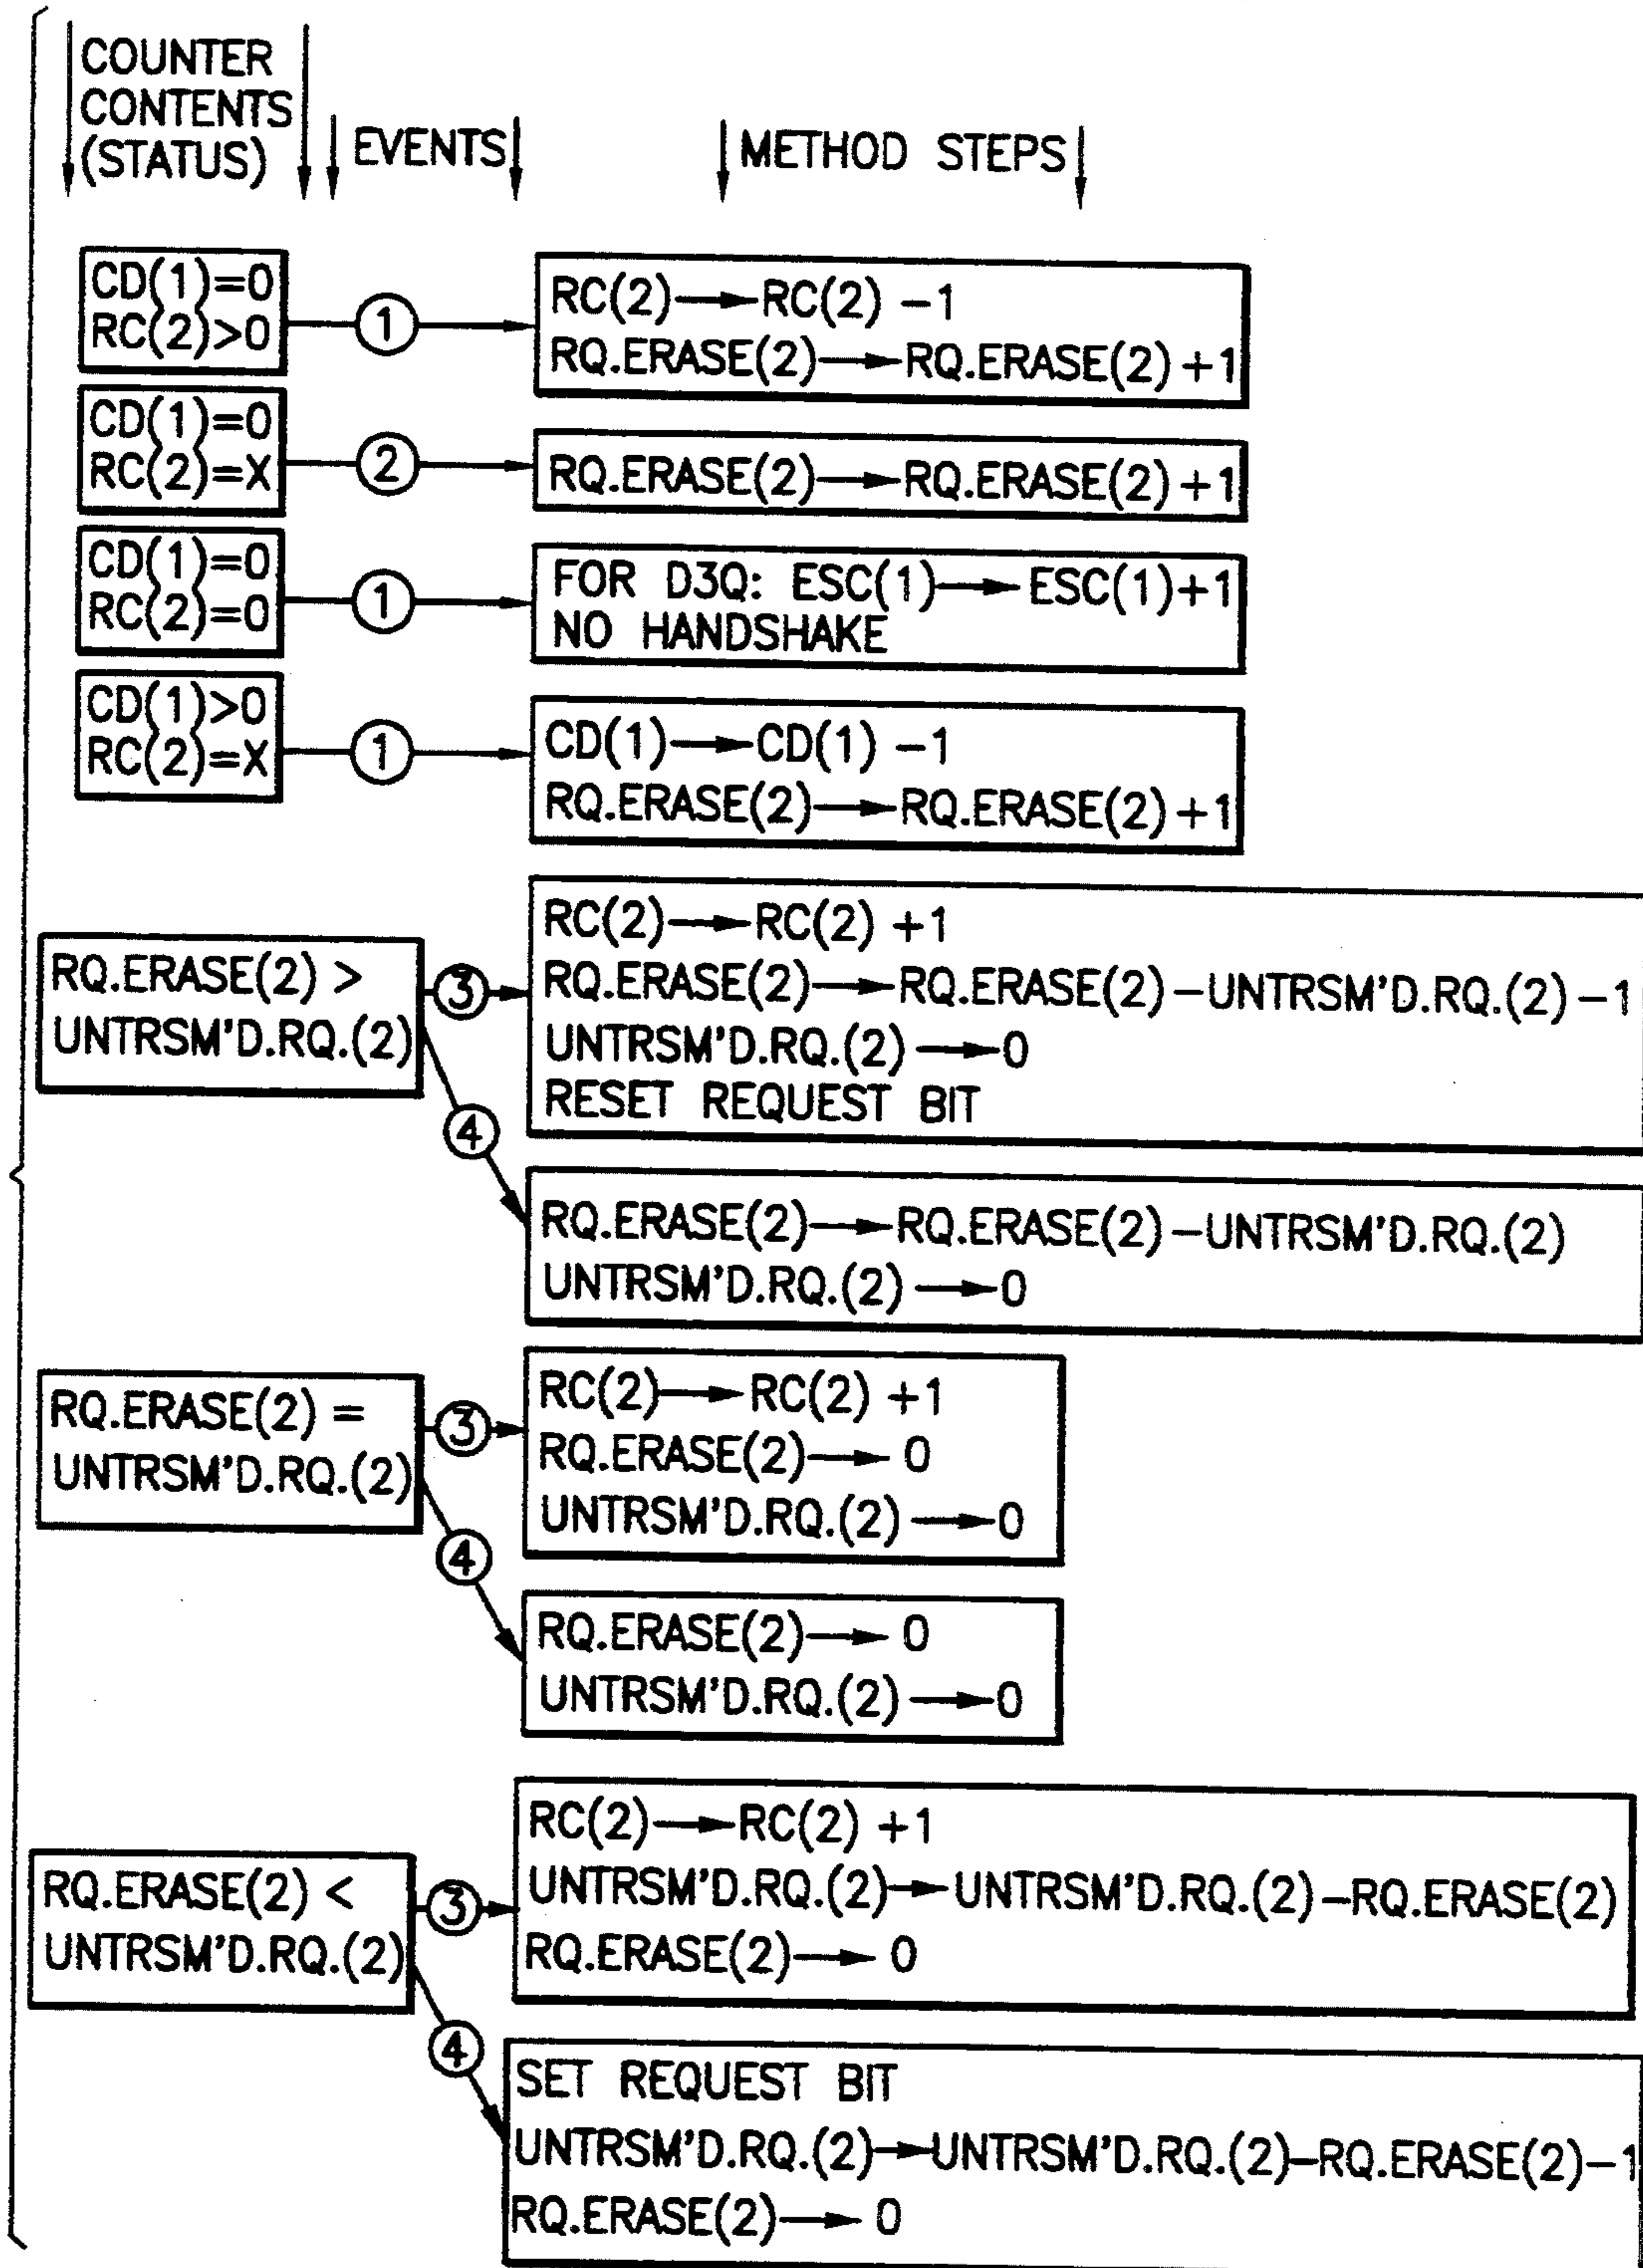 COUNTER
CONTENTS
(STATUS)
EVENTS
METHOD STEPS
CD(1)=0
RC(2)>0
1
RC(2)→RC(2) -1
RQ.ERASE(2)→RQ.ERASE(2) +1
CD(1)=0
RC(2)=X
2
RQ.ERASE(2)→RQ.ERASE(2) +1
CD(1)=0
RC(2)=0
1
FOR D3Q: ESC(1)→ESC(1)+1
NO HANDSHAKE
CD(1)>0
RC(2)=X
1
CD(1)→CD(1) -1
RQ.ERASE(2)→RQ.ERASE(2) +1
RQ.ERASE(2) >
UNTRSM'D.RQ.(2)
3
RC(2)→RC(2) +1
RQ.ERASE(2)→RQ.ERASE(2) -UNTRSM'D.RQ.(2) -1
UNTRSM'D.RQ.(2)→0
RESET REQUEST BIT
4
RQ.ERASE(2)→RQ.ERASE(2) -UNTRSM'D.RQ.(2)
UNTRSM'D.RQ.(2)→0
RQ.ERASE(2) =
UNTRSM'D.RQ.(2)
3
RC(2)→RC(2) +1
RQ.ERASE(2)→0
UNTRSM'D.RQ.(2)→0
4
RQ.ERASE(2)→0
UNTRSM'D.RQ.(2)→0
RQ.ERASE(2) <
UNTRSM'D.RQ.(2)
3
RC(2)→RC(2) +1
UNTRSM'D.RQ.(2)→UNTRSM'D.RQ.(2) -RQ.ERASE(2)
RQ.ERASE(2)→0
4
SET REQUEST BIT
UNTRSM'D.RQ.(2)→UNTRSM'D.RQ.(2)-RQ.ERASE(2)-1
RQ.ERASE(2)→0